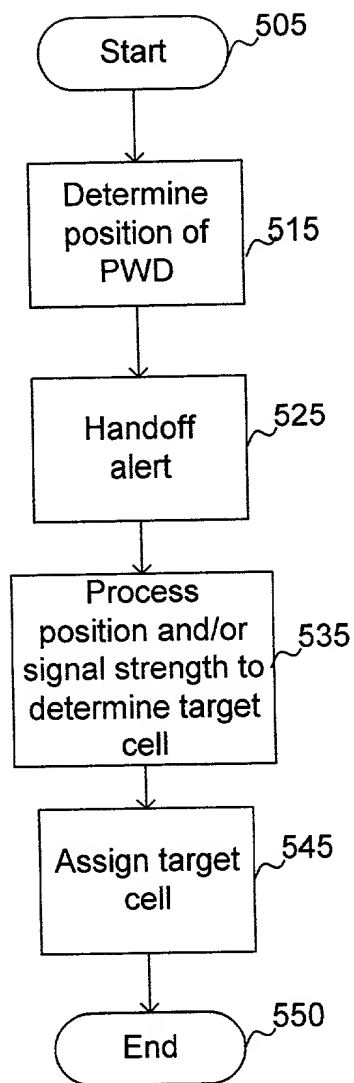 505
Start
Determine
position of
PWD
515
Handoff
alert
525
Process
position and/or
signal strength to
determine target
cell
535
Assign target
cell
545
End
550